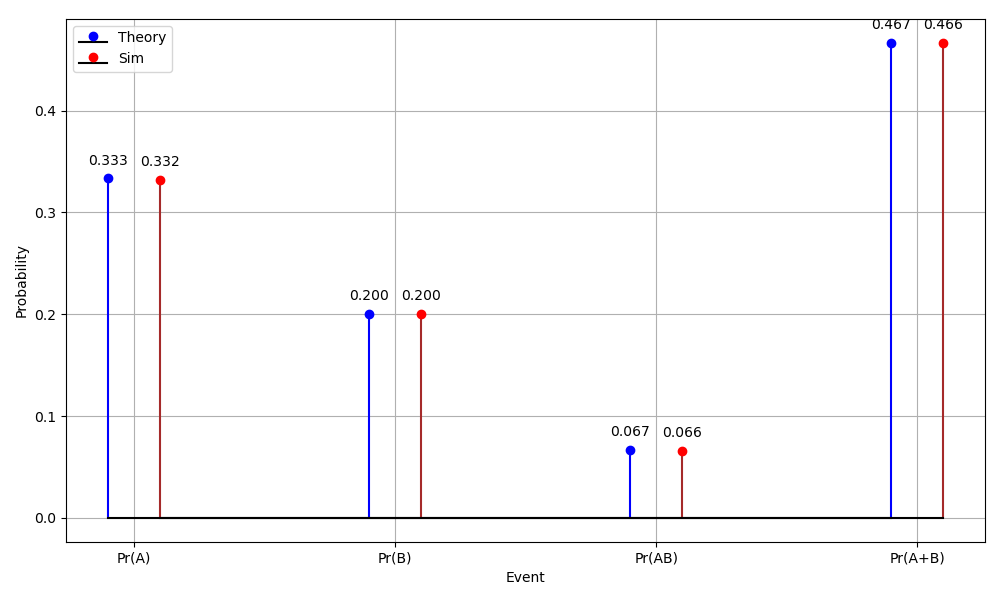 0.467 0.466
Theory
Sim
0.4
0.333 0.332
0.3
0.200 0.200
0.2
0.067 0.066
0.1
0.0
Pr(A) Pr(B) Pr(AB) Pr(A+B)
Event
Probability